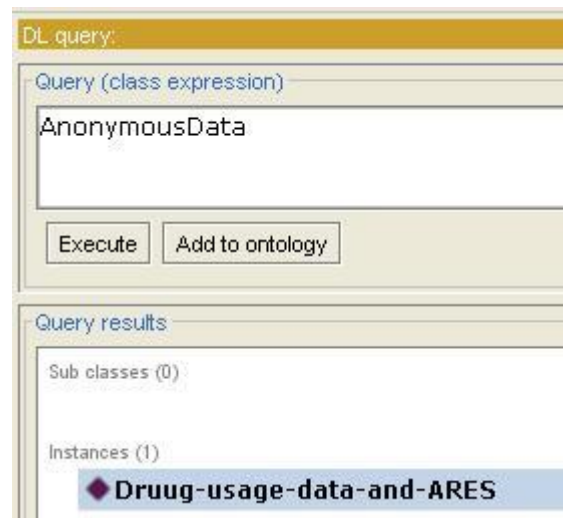 DL query:
Query (class expression)
AnonymousData
Execute Add to ontology
Query results
Sub classes (0)
Instances (1)
Druug-usage-data-and-ARES